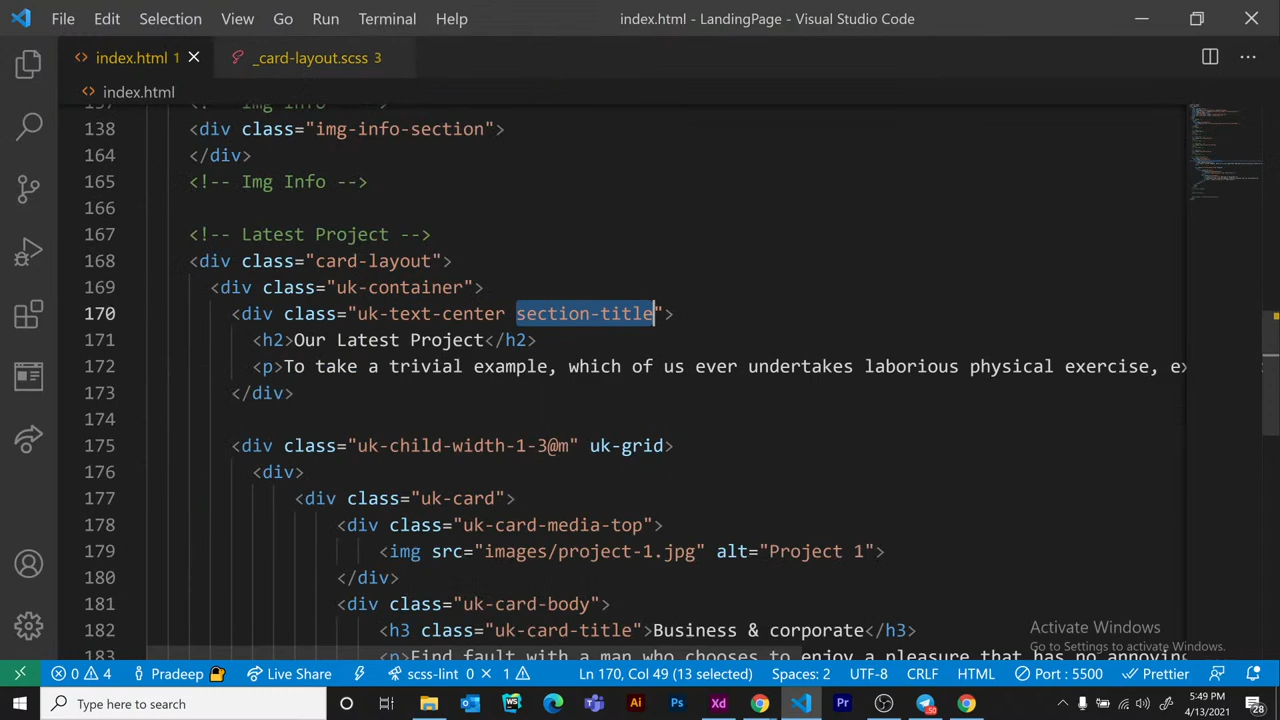 File Edit Selection View Go Run Terminal Help index.html - LandingPage - Visual Studio Code
index.html 1 _card-layout.scss 3
index.html
137 <!-- Img Info -->
138 <div class="img-info-section">
164 </div>
165 <!-- Img Info -->
166
167 <!-- Latest Project -->
168 <div class="card-layout">
169 <div class="uk-container">
170 <div class="uk-text-center section-title">
171 <h2>Our Latest Project</h2>
172 <p>To take a trivial example, which of us ever undertakes laborious physical exercise, ex
173 </div>
174
175 <div class="uk-child-width-1-3@m" uk-grid>
176 <div>
177 <div class="uk-card">
178 <div class="uk-card-media-top">
179 <img src="images/project-1.jpg" alt="Project 1">
180 </div>
181 <div class="uk-card-body">
182 <h3 class="uk-card-title">Business & corporate</h3>
183 <p>Find fault with a man who chooses to enjoy a pleasure that has no annoying
Activate Windows
Go to Settings to activate Windows.
0 4 Pradeep Live Share scss-lint 0 1 Ln 170, Col 49 (13 selected) Spaces: 2 UTF-8 CRLF HTML Port : 5500 Prettier
Type here to search Ai Ps Xd Pr 50 5:49 PM
4/13/2021 28